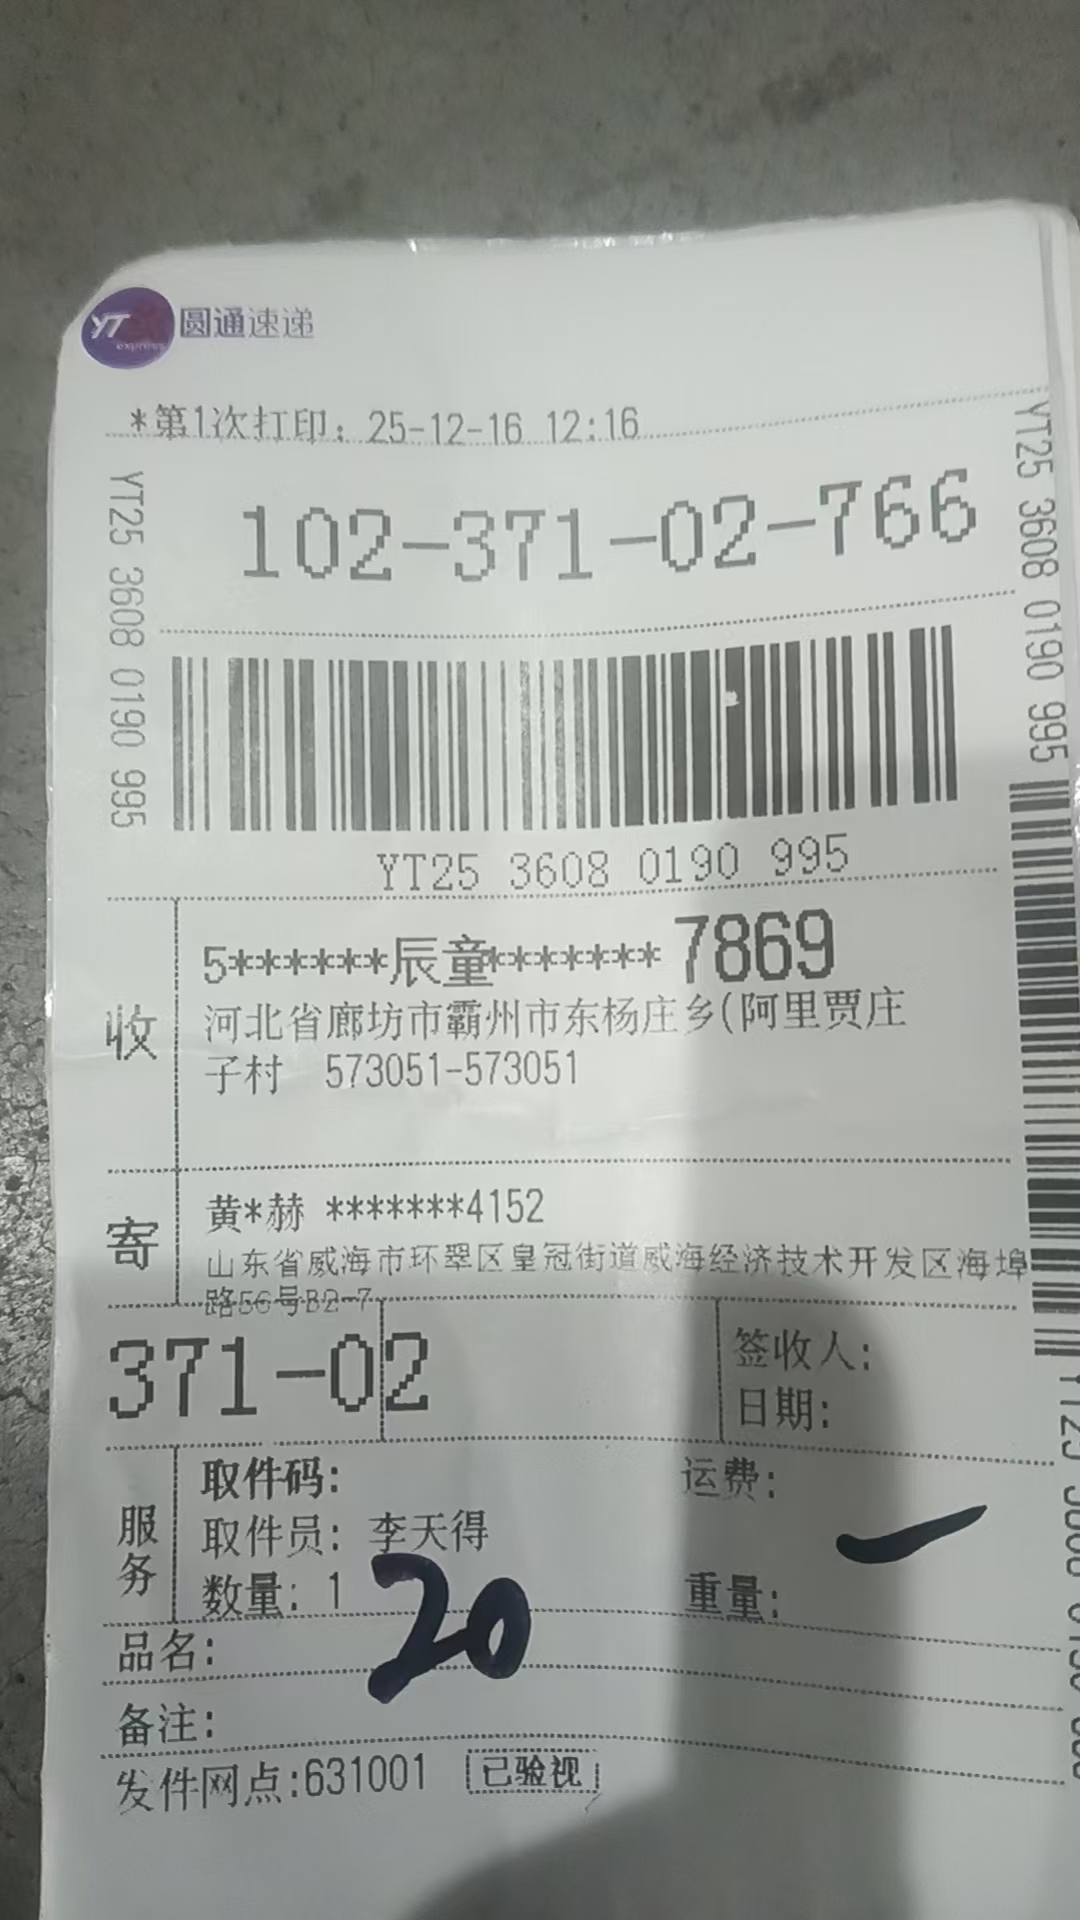 YT express 圆通速递
*第1次打印: 25-12-16 12:16
102-371-02-766
YT25 3608 0190 995
YT25 3608 0190 995
YT25 3608 0190 995
收
5******辰童******* 7869
河北省廊坊市霸州市东杨庄乡(阿里贾庄
子村 573051-573051
寄
黄*赫 *******4152
山东省威海市环翠区皇冠街道威海经济技术开发区海埠
路56号B2-7
371-02
签收人:
日期:
服务
取件码:
运费:
取件员: 李天得
数量: 1
重量:
20
品名:
备注:
发件网点:631001 已验视